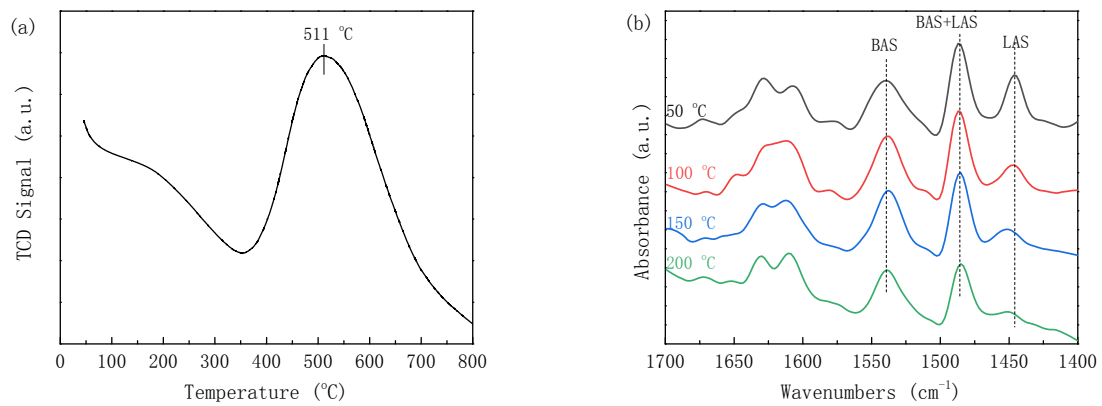 (a)
511 °C
TCD Signal (a.u.)
0 100 200 300 400 500 600 700 800
Temperature (°C)
(b)
BAS+LAS
BAS
LAS
50 °C
100 °C
150 °C
200 °C
Absorbance (a.u.)
1700 1650 1600 1550 1500 1450 1400
Wavenumbers (cm⁻¹)